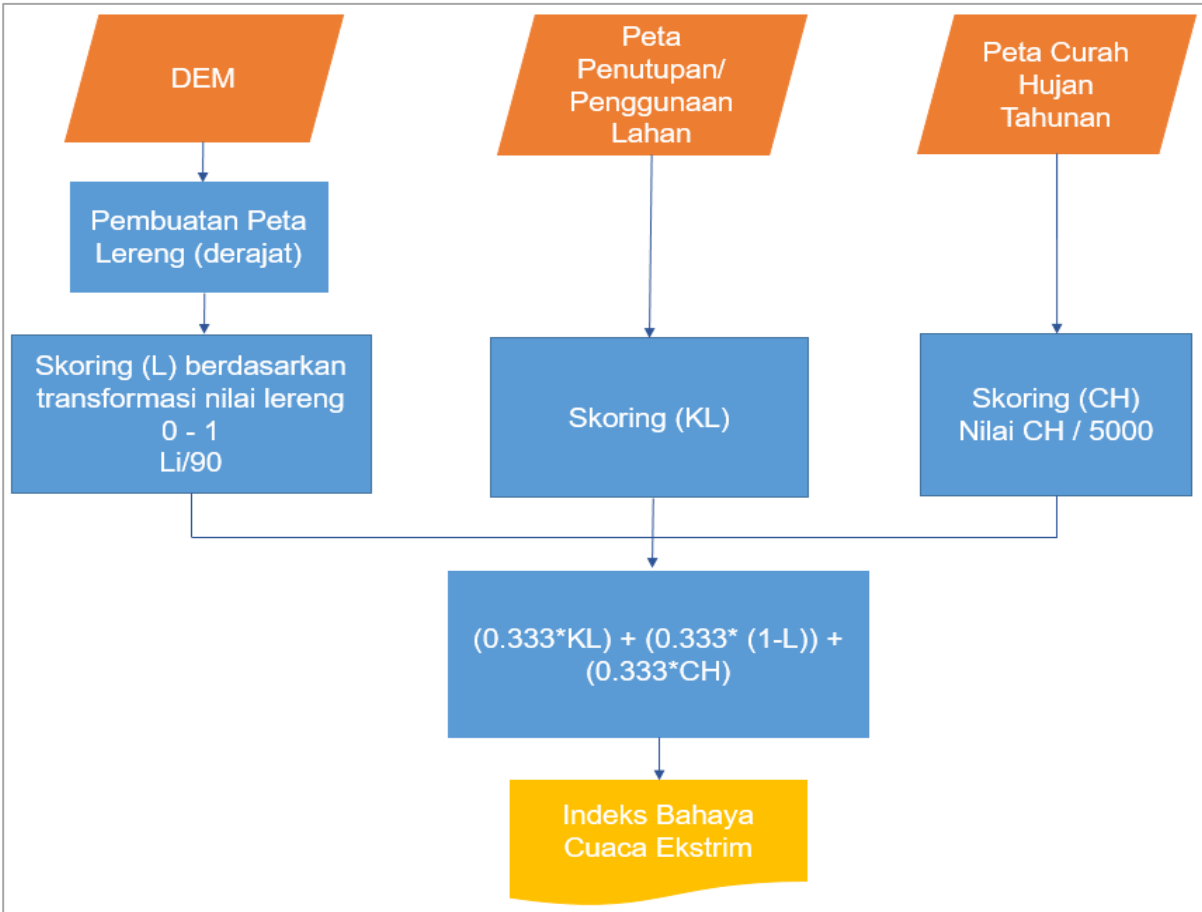 DEM
Peta
Penutupan/
Penggunaan
Lahan
Peta Curah
Hujan
Tahunan
Pembuatan Peta
Lereng (derajat)
Skoring (L) berdasarkan
transformasi nilai lereng
0 - 1
Li/90
Skoring (KL)
Skoring (CH)
Nilai CH / 5000
(0.333*KL) + (0.333* (1-L)) +
(0.333*CH)
Indeks Bahaya
Cuaca Ekstrim